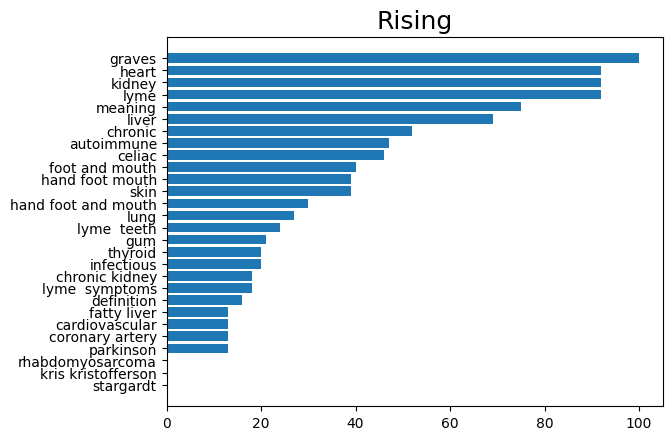 Rising
graves
heart
kidney
lyme
meaning
liver
chronic
autoimmune
celiac
foot and mouth
hand foot mouth
skin
hand foot and mouth
lung
lyme  teeth
gum
thyroid
infectious
chronic kidney
lyme  symptoms
definition
fatty liver
cardiovascular
coronary artery
parkinson
rhabdomyosarcoma
kris kristofferson
stargardt
0 20 40 60 80 100